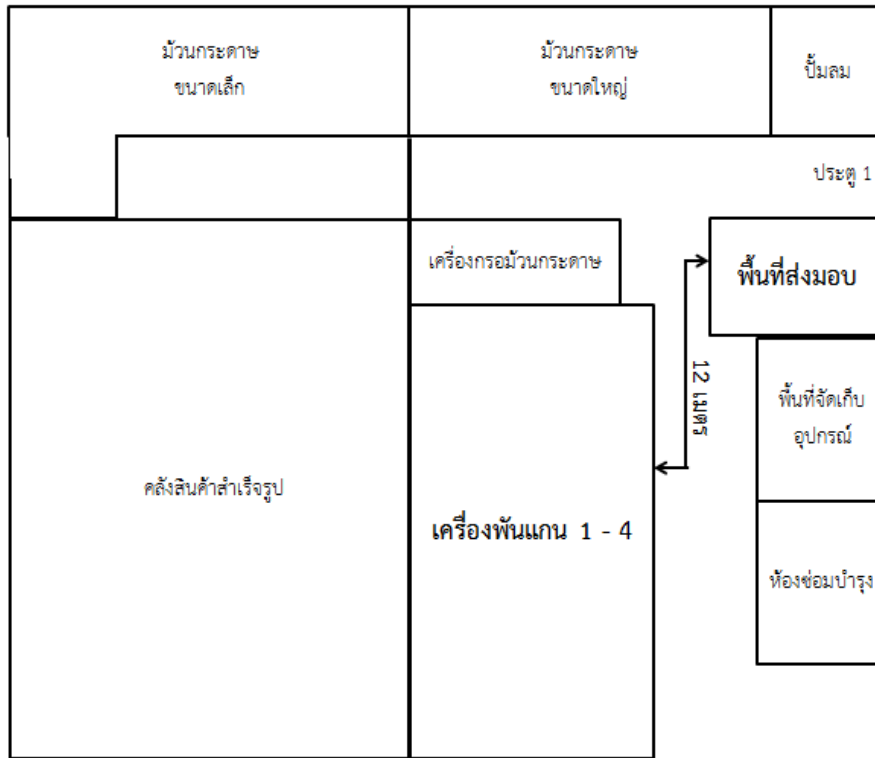 ม้วนกระดาษ
ขนาดเล็ก
ม้วนกระดาษ
ขนาดใหญ่
ปั้มลม
ประตู 1
เครื่องกรอม้วนกระดาษ
พื้นที่ส่งมอบ
12 เมตร
พื้นที่จัดเก็บ
อุปกรณ์
คลังสินค้าสำเร็จรูป
เครื่องพันแกน 1 - 4
ห้องซ่อมบำรุง